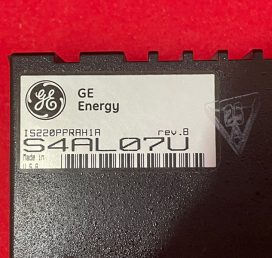 GE
Energy
IS220PPRAH1A rev.B
S4AL07U
Made in
U.S.A